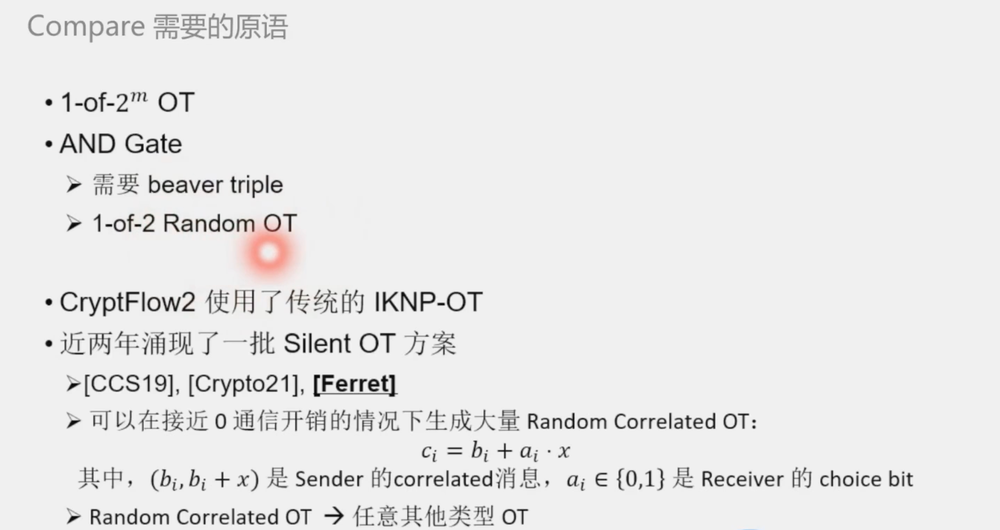 Compare 需要的原语
• 1-of-2^m OT
• AND Gate
➢ 需要 beaver triple
➢ 1-of-2 Random OT
• CryptFlow2 使用了传统的 IKNP-OT
• 近两年涌现了一批 Silent OT 方案
➢[CCS19], [Crypto21], [Ferret]
➢ 可以在接近 0 通信开销的情况下生成大量 Random Correlated OT：
c_i = b_i + a_i · x
其中，(b_i, b_i + x) 是 Sender 的correlated消息，a_i ∈ {0,1} 是 Receiver 的 choice bit
➢ Random Correlated OT → 任意其他类型 OT